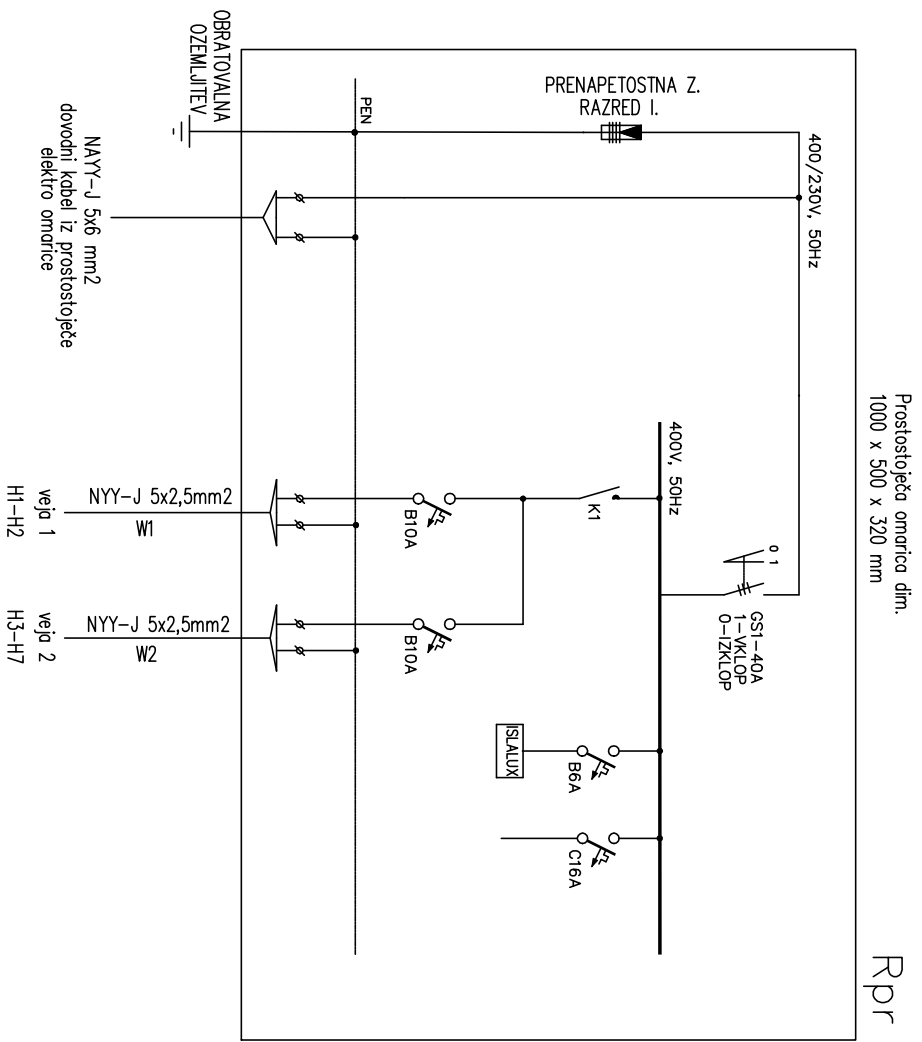 Rpr
Prostostoječa omarica dim.
1000 x 500 x 320 mm
400/230V, 50Hz
PRENAPETOSTNA Z.
RAZRED I.
0 1
GS1-40A
1-VKLOP
0-IZKLOP
400V, 50Hz
K1
B10A
B10A
B6A
C16A
ISLALUX
PEN
OBRATOVALNA
OZEMLJITEV
NAYY-J 5x6 mm2
dovodni kabel iz prostostoječe
elektro omarice
NYY-J 5x2,5mm2
W1
veja 1
H1-H2
NYY-J 5x2,5mm2
W2
veja 2
H3-H7